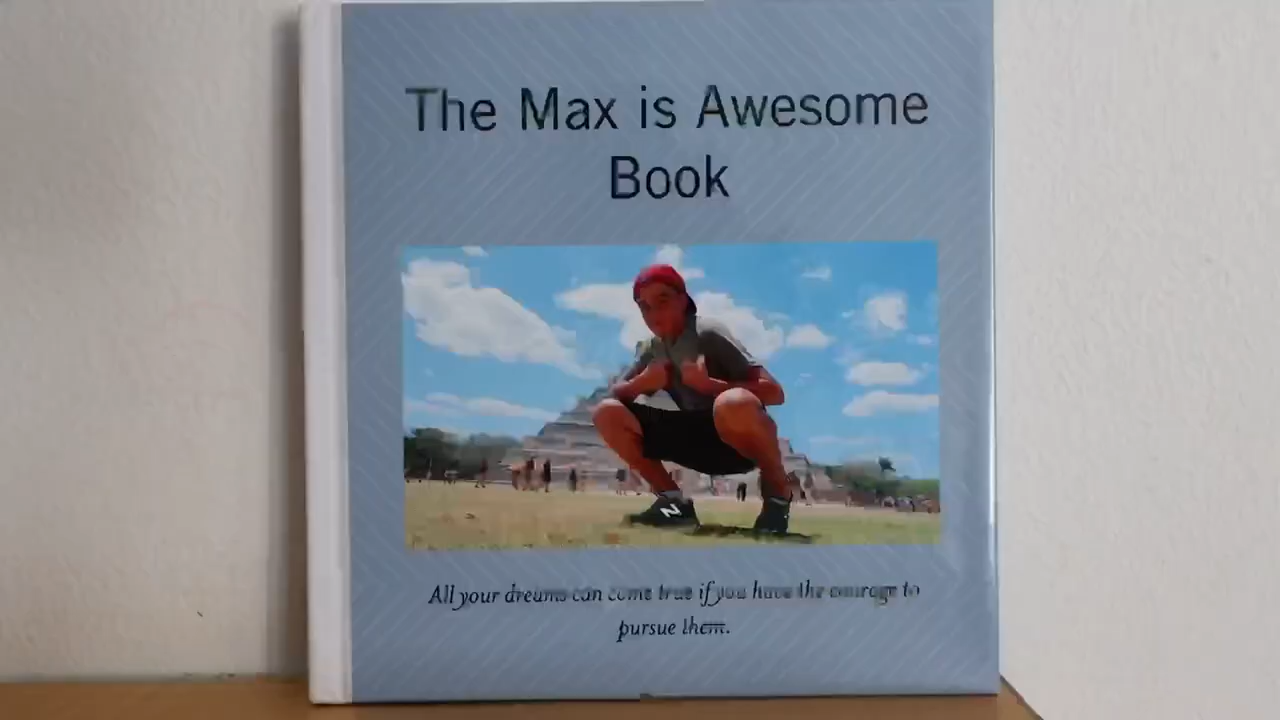 The Max is Awesome
Book
N
All your dreams can come true if you have the courage to
pursue them.